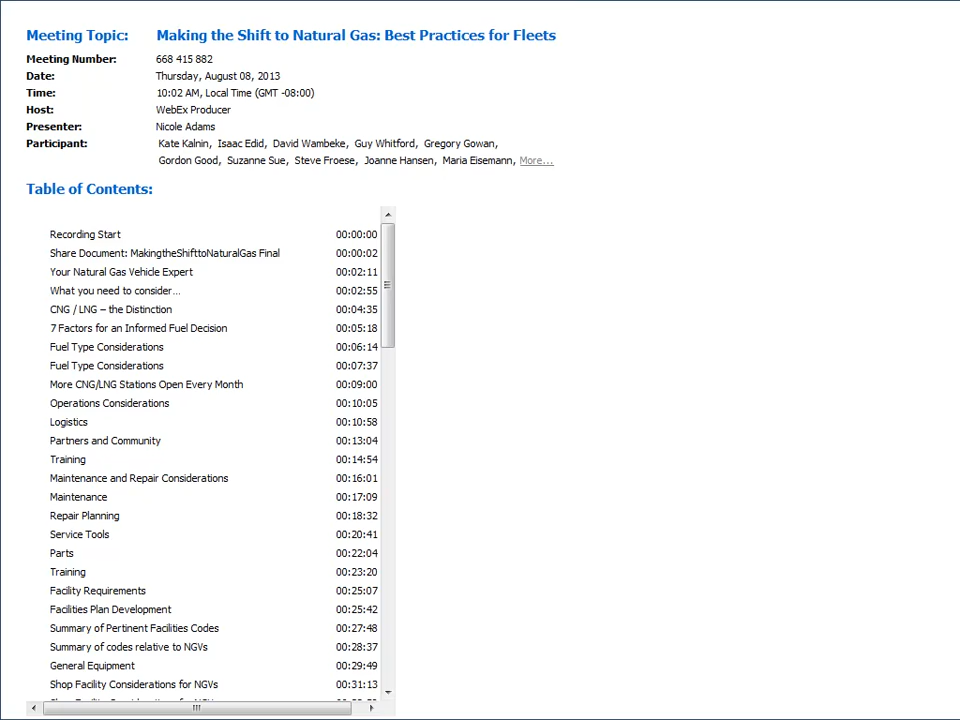 Meeting Topic: Making the Shift to Natural Gas: Best Practices for Fleets
Meeting Number: 668 415 882
Date: Thursday, August 08, 2013
Time: 10:02 AM, Local Time (GMT -08:00)
Host: WebEx Producer
Presenter: Nicole Adams
Participant: Kate Kalnin, Isaac Edid, David Wambeke, Guy Whitford, Gregory Gowan,
Gordon Good, Suzanne Sue, Steve Froese, Joanne Hansen, Maria Eisemann, More...
Table of Contents:
Recording Start 00:00:00
Share Document: MakingtheShifttoNaturalGas Final 00:00:02
Your Natural Gas Vehicle Expert 00:02:11
What you need to consider... 00:02:55
CNG / LNG – the Distinction 00:04:35
7 Factors for an Informed Fuel Decision 00:05:18
Fuel Type Considerations 00:06:14
Fuel Type Considerations 00:07:37
More CNG/LNG Stations Open Every Month 00:09:00
Operations Considerations 00:10:05
Logistics 00:10:58
Partners and Community 00:13:04
Training 00:14:54
Maintenance and Repair Considerations 00:16:01
Maintenance 00:17:09
Repair Planning 00:18:32
Service Tools 00:20:41
Parts 00:22:04
Training 00:23:20
Facility Requirements 00:25:07
Facilities Plan Development 00:25:42
Summary of Pertinent Facilities Codes 00:27:48
Summary of codes relative to NGVs 00:28:37
General Equipment 00:29:49
Shop Facility Considerations for NGVs 00:31:13